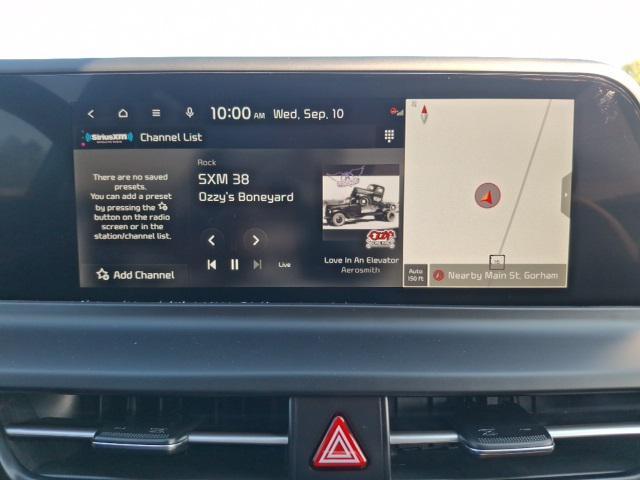 10:00 AM Wed, Sep. 10
SiriusXM
Channel List
There are no saved
presets.
You can add a preset
by pressing the
button on the radio
screen or in the
station/channel list.
Add Channel
Rock
SXM 38
Ozzy's Boneyard
Live
OZZY
Love In An Elevator
Aerosmith
Auto
150 ft
Nearby Main St, Gorham